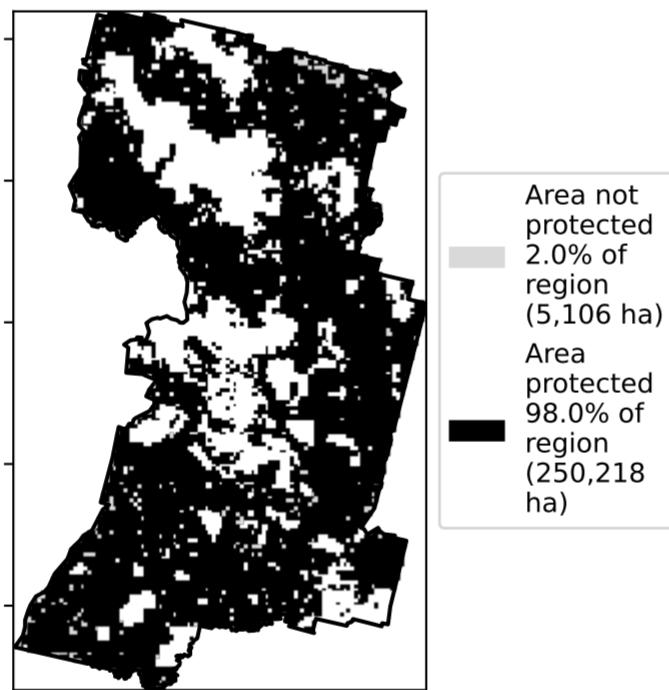 Area not
protected
2.0% of
region
(5,106 ha)
Area
protected
98.0% of
region
(250,218
ha)